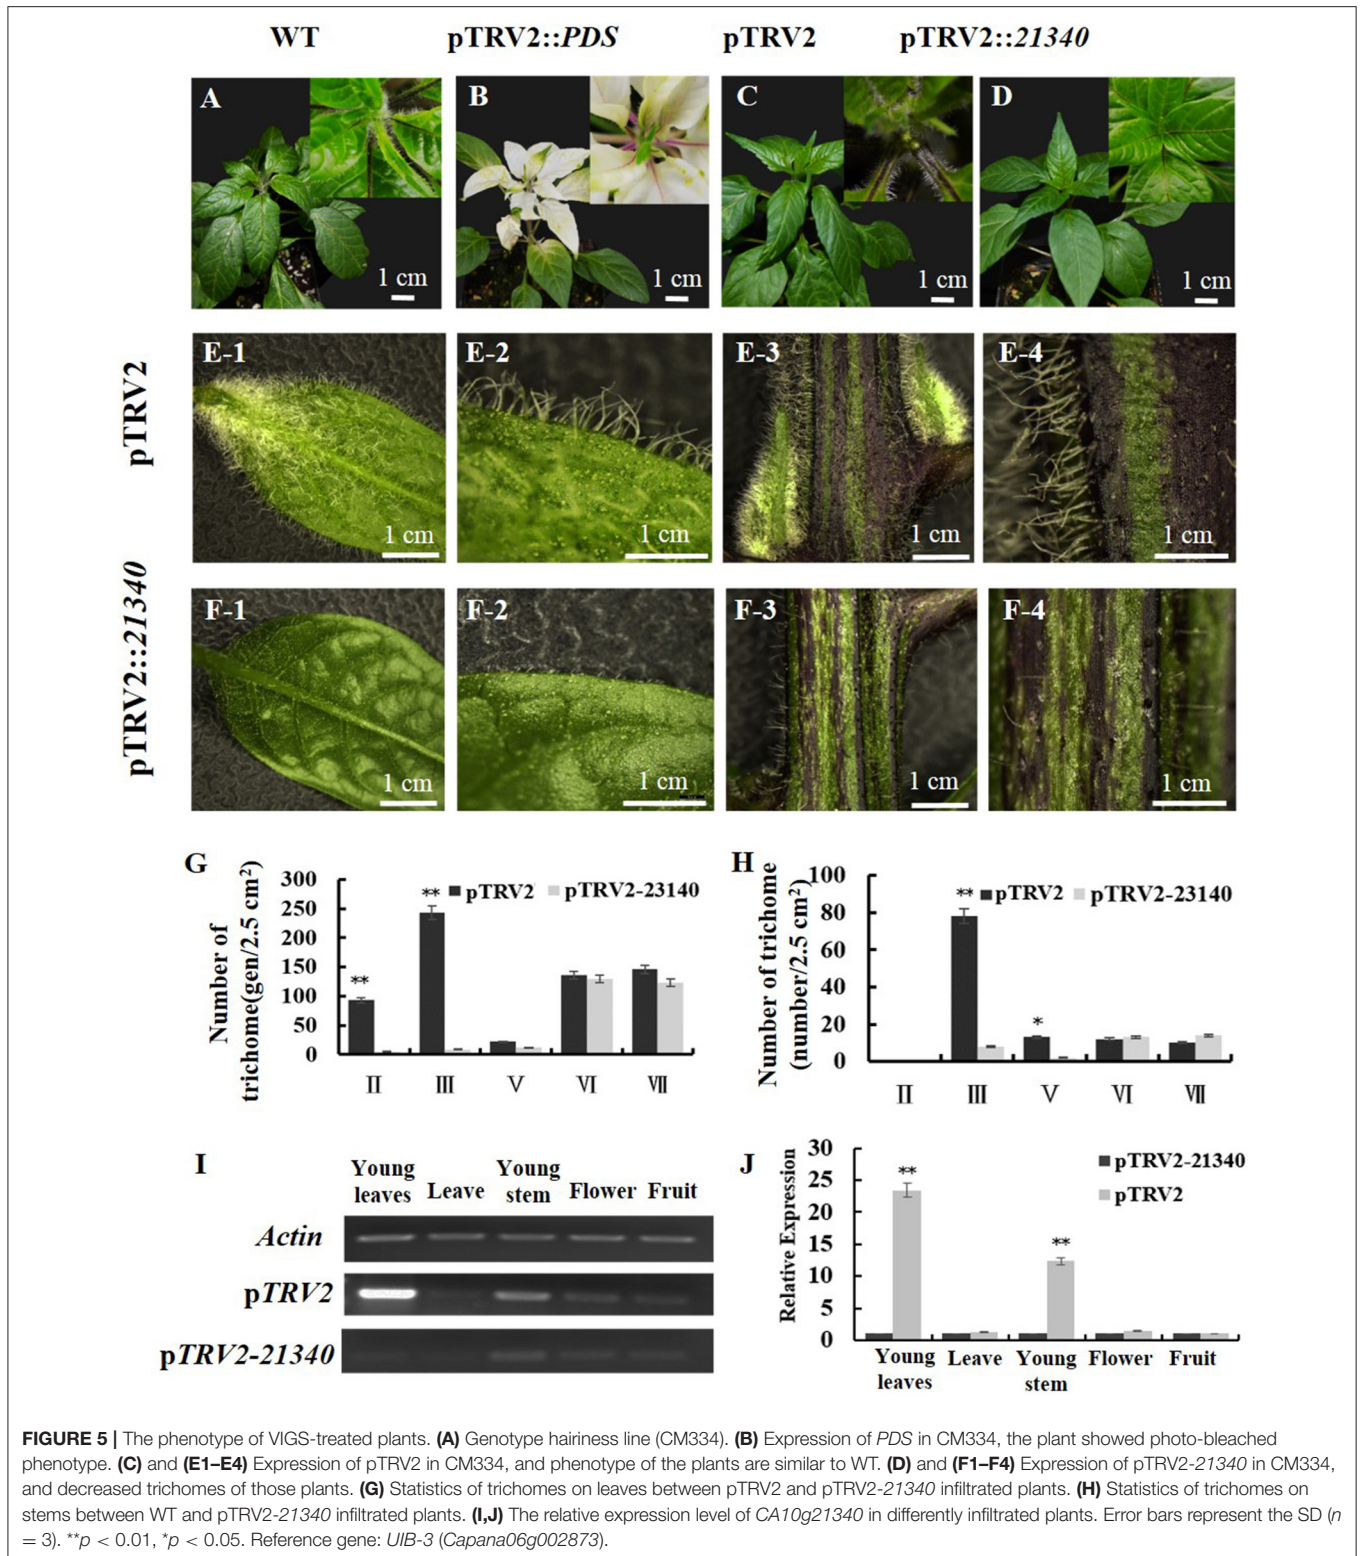 WT pTRV2::PDS pTRV2 pTRV2::21340
A B C D
1 cm 1 cm 1 cm 1 cm
pTRV2
E-1 E-2 E-3 E-4
1 cm 1 cm 1 cm 1 cm
pTRV2::21340
F-1 F-2 F-3 F-4
1 cm 1 cm 1 cm 1 cm
G
Number of
trichome(gen/2.5 cm²)
300
250
200
150
100
50
0
** **
pTRV2 pTRV2-23140
II III V VI VII
H
Number of trichome
(number/2.5 cm²)
100
80
60
40
20
0
** *
pTRV2 pTRV2-23140
II III V VI VII
I
Young
leaves Leave Young
stem Flower Fruit
Actin
pTRV2
pTRV2-21340
J
Relative Expression
30
25
20
15
10
5
0
** **
pTRV2-21340
pTRV2
Young
leaves Leave Young
stem Flower Fruit
FIGURE 5 | The phenotype of VIGS-treated plants. (A) Genotype hairiness line (CM334). (B) Expression of PDS in CM334, the plant showed photo-bleached
phenotype. (C) and (E1–E4) Expression of pTRV2 in CM334, and phenotype of the plants are similar to WT. (D) and (F1–F4) Expression of pTRV2-21340 in CM334,
and decreased trichomes of those plants. (G) Statistics of trichomes on leaves between pTRV2 and pTRV2-21340 infiltrated plants. (H) Statistics of trichomes on
stems between WT and pTRV2-21340 infiltrated plants. (I,J) The relative expression level of CA10g21340 in differently infiltrated plants. Error bars represent the SD (n
= 3). **p < 0.01, *p < 0.05. Reference gene: UIB-3 (Capana06g002873).